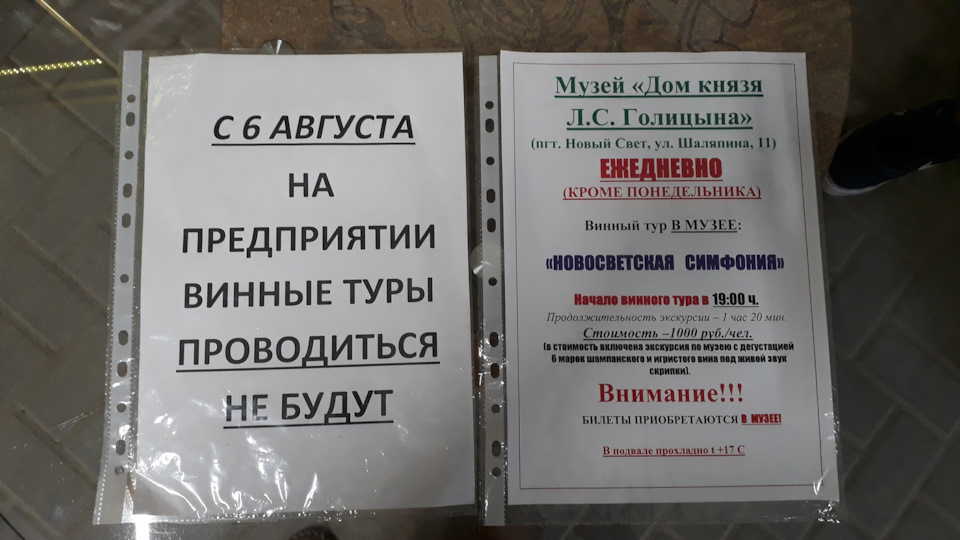 С 6 АВГУСТА
НА
ПРЕДПРИЯТИИ
ВИННЫЕ ТУРЫ
ПРОВОДИТЬСЯ
НЕ БУДУТ
Музей «Дом князя
Л.С. Голицына»
(пгт. Новый Свет, ул. Шаляпина, 11)
ЕЖЕДНЕВНО
(КРОМЕ ПОНЕДЕЛЬНИКА)
Винный тур В МУЗЕЕ:
«НОВОСВЕТСКАЯ СИМФОНИЯ»
Начало винного тура в 19:00 ч.
Продолжительность экскурсии – 1 час 20 мин.
Стоимость –1000 руб./чел.
(в стоимость включена экскурсия по музею с дегустацией
6 марок шампанского и игристого вина под живой звук
скрипки).
Внимание!!!
БИЛЕТЫ ПРИОБРЕТАЮТСЯ В МУЗЕЕ!
В подвале прохладно t +17 С